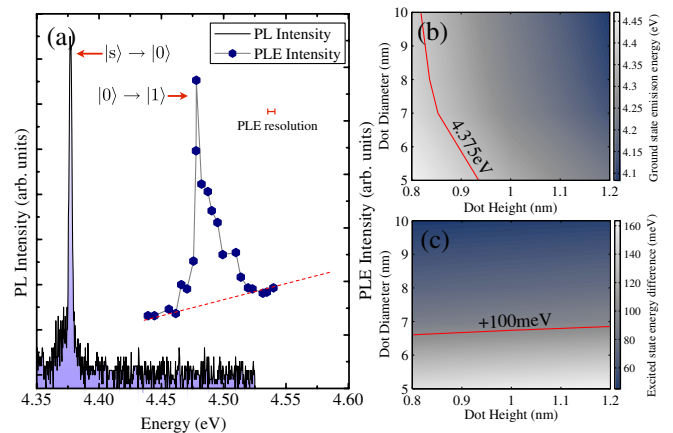 (a)
PL Intensity
PLE Intensity
|s⟩ → |0⟩
|0⟩ → |1⟩
PLE resolution
PL Intensity (arb. units)
PLE Intensity (arb. units)
4.35 4.40 4.45 4.50 4.55 4.60
Energy (eV)
(b)
10
9
8
7
6
5
Dot Diameter (nm)
4.375eV
0.8 0.9 1 1.1 1.2
Dot Height (nm)
4.45
4.4
4.35
4.3
4.25
4.2
4.15
4.1
Ground state emisison energy (eV)
(c)
10
9
8
7
6
5
Dot Diameter (nm)
+100meV
0.8 0.9 1 1.1 1.2
Dot Height (nm)
160
140
120
100
80
60
Excited state energy difference (meV)